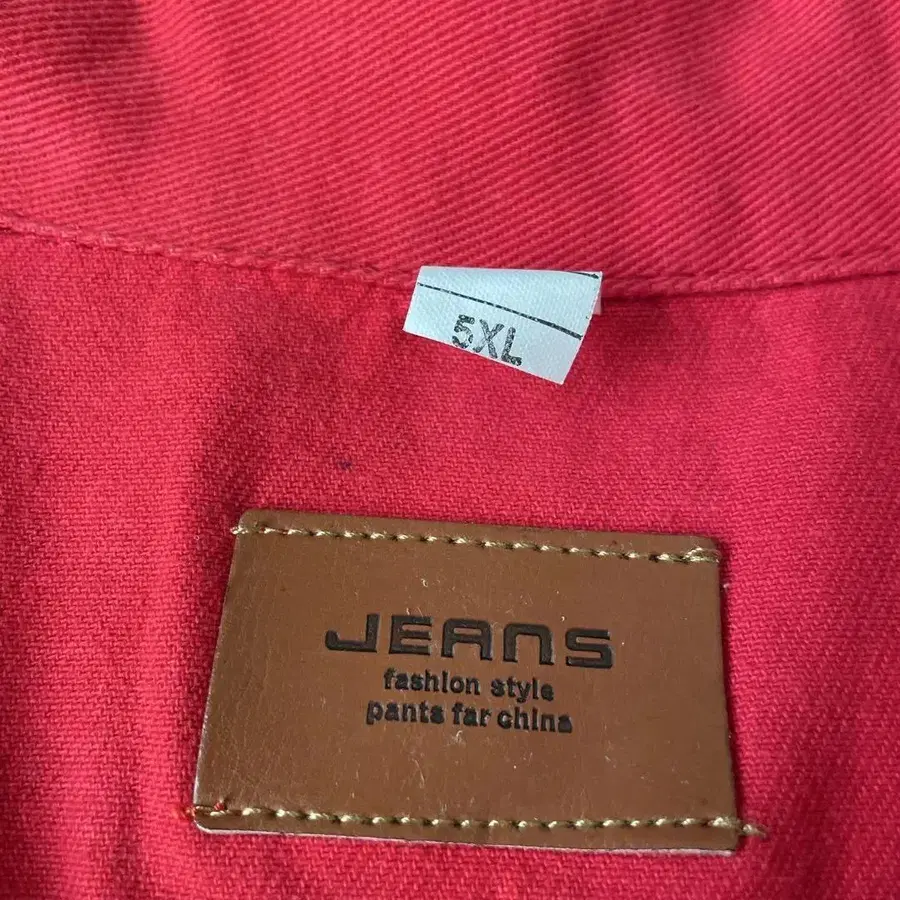 5XL
JEANS
fashion style
pants far china